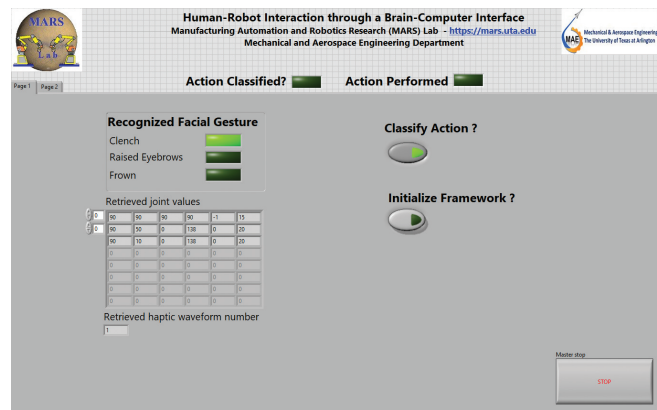 MARS
Lab
Human-Robot Interaction through a Brain-Computer Interface
Manufacturing Automation and Robotics Research (MARS) Lab - https://mars.uta.edu
Mechanical and Aerospace Engineering Department
MAE
Mechanical & Aerospace Engineering
The University of Texas at Arlington
Action Classified?
Action Performed
Page 1 Page 2
Recognized Facial Gesture
Clench
Raised Eyebrows
Frown
Classify Action ?
Initialize Framework ?
Retrieved joint values
0 90 90 90 90 -1 15
0 90 50 0 138 0 20
90 10 0 138 0 20
0 0 0 0 0 0
0 0 0 0 0 0
0 0 0 0 0 0
0 0 0 0 0 0
0 0 0 0 0 0
Retrieved haptic waveform number
1
Master stop
STOP